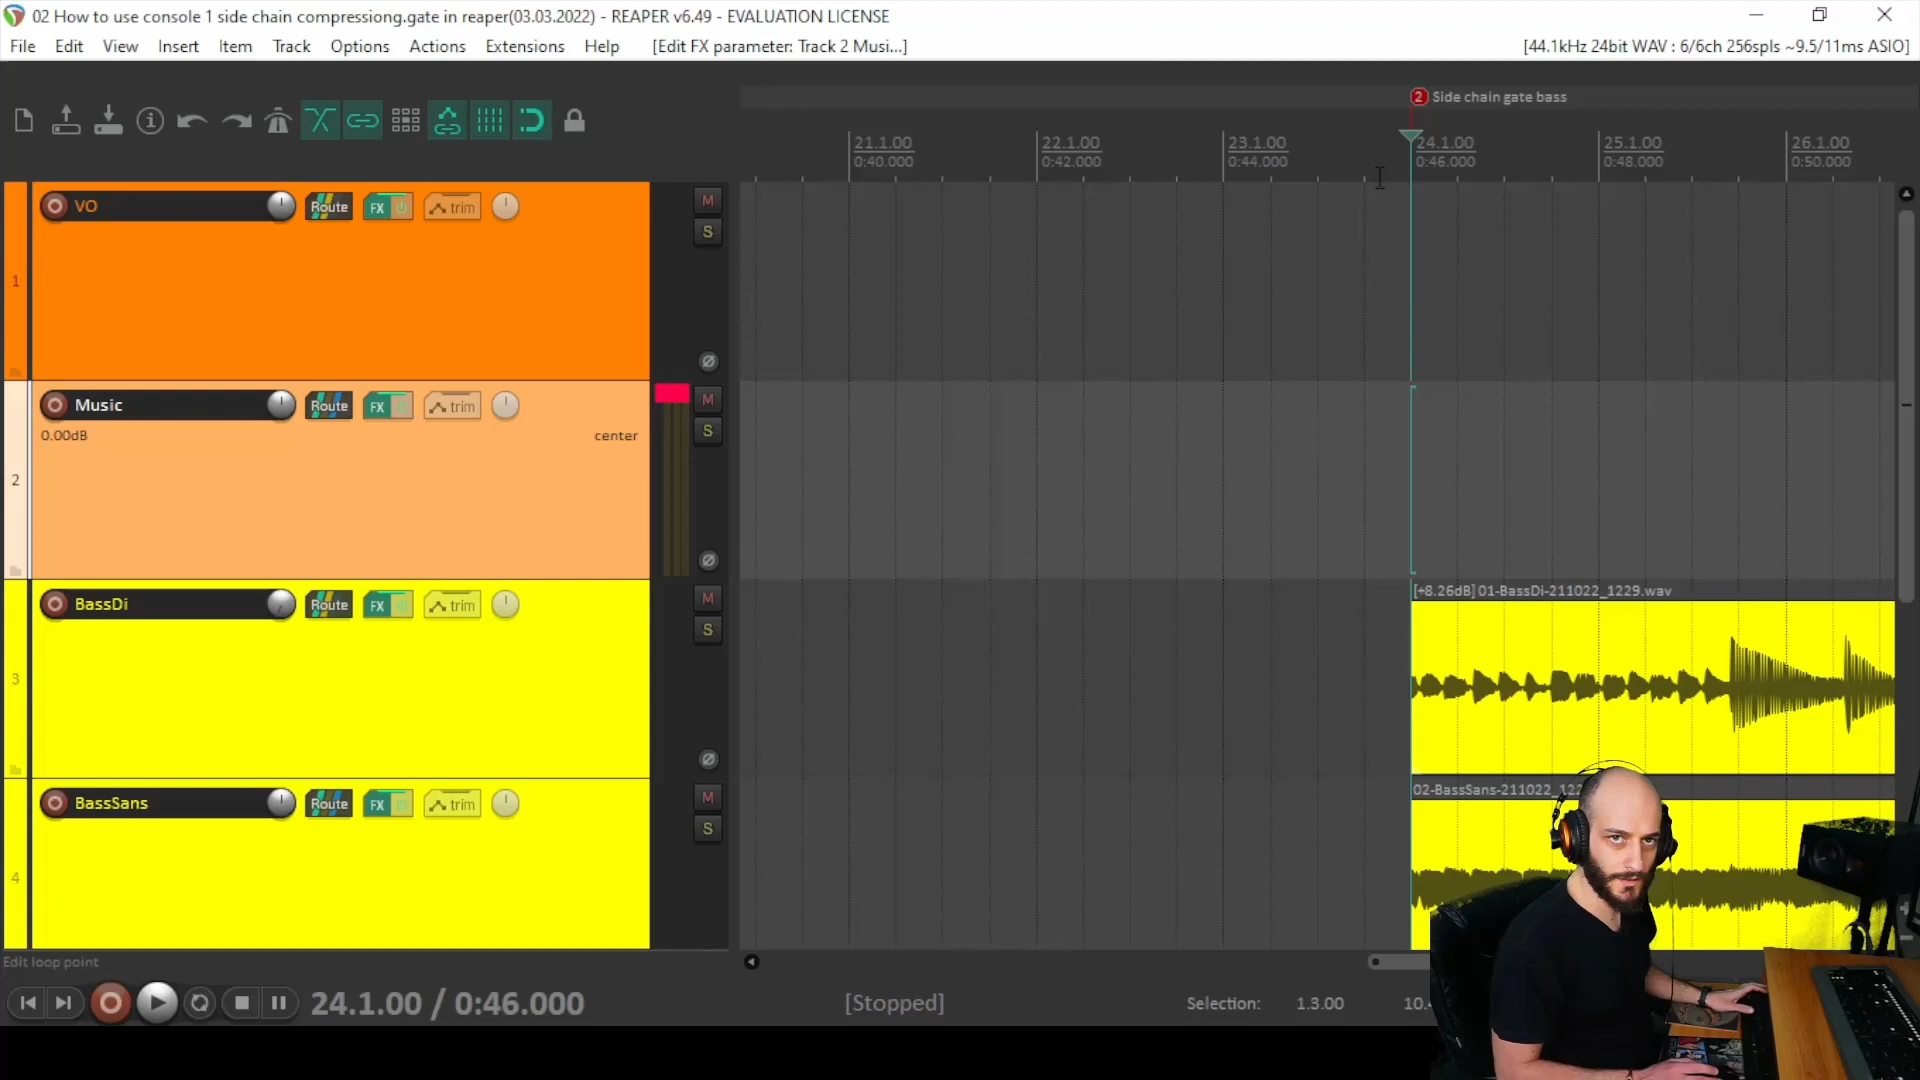 02 How to use console 1 side chain compressiong.gate in reaper(03.03.2022) - REAPER v6.49 - EVALUATION LICENSE
File Edit View Insert Item Track Options Actions Extensions Help [Edit FX parameter: Track 2 Musi...] [44.1kHz 24bit WAV : 6/6ch 256spls ~9.5/11ms ASIO]
2 Side chain gate bass
21.1.00 22.1.00 23.1.00 24.1.00 25.1.00 26.1.00
0:40.000 0:42.000 0:44.000 0:46.000 0:48.000 0:50.000
VO Route FX trim M
S
1
Music Route FX trim M
0.00dB center S
2
[+8.26dB] 01-BassDi-211022_1229.wav
BassDi Route FX trim M
S
3
02-BassSans-211022_122
BassSans Route FX trim M
S
4
Edit loop point
24.1.00 / 0:46.000 [Stopped] Selection: 1.3.00 10.4